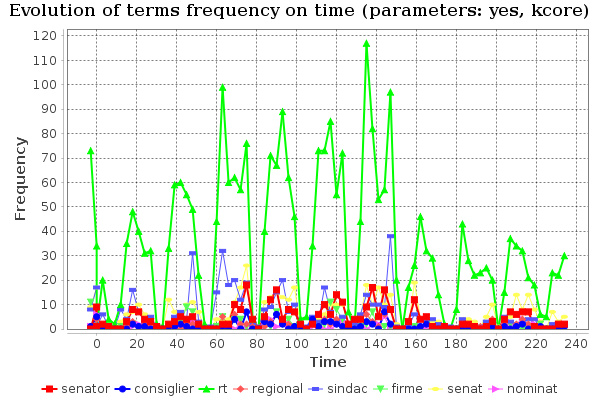 Evolution of terms frequency on time (parameters: yes, kcore)
120
110
100
90
80
70
60
50
40
30
20
10
0
Frequency
0 20 40 60 80 100 120 140 160 180 200 220 240
Time
senator consiglier rt regional sindac firme senat nominat